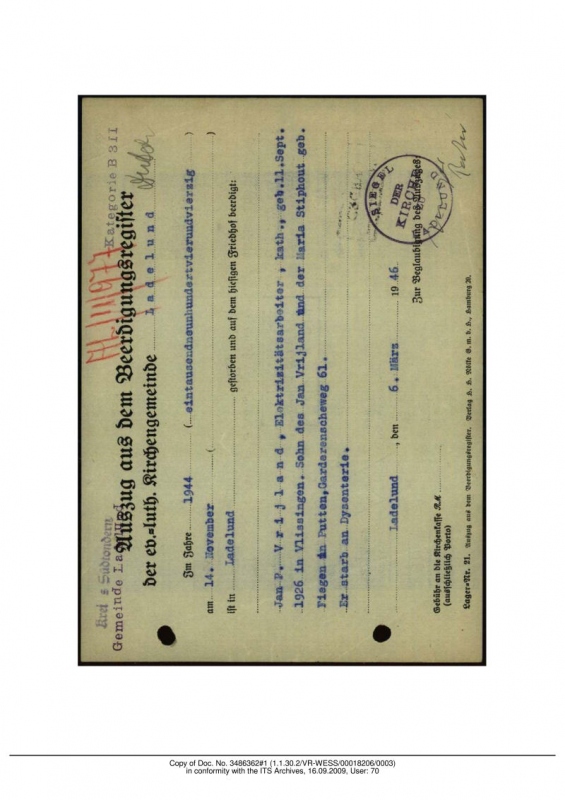 Kreis Südtondern
Gemeinde Ladelund
Kategorie B 3 II
Auszug aus dem Beerdigungsregister
der ev.=luth. Kirchengemeinde Ladelund
Im Jahre 1944 (eintausendneunhundertvierundvierzig)
am 14. November ( )
ist in Ladelund gestorben und auf dem hiesigen Friedhof beerdigt:
Jan P. V r i j l a n d , Elektrizitätsarbeiter , kath., geb.11.Sept.
1926 in Vlissingen. Sohn des Jan Vrijland und der Maria Stiphout geb.
Fiegen in Putten,Garderenscheweg 61.
Er starb an Dysenterie.
Ladelund , den 6. März 1946
SIEGEL DER KIRCHE
Zur Beglaubigung des Auszuges:
Gebühr an die Kirchenkasse RM
(ausschließlich Porto)
Lager=Nr. 21. Auszug aus dem Beerdigungsregister. Verlag H. H. Nölke G. m. b. H., Hamburg 20.
Copy of Doc. No. 3486362#1 (1.1.30.2/VR-WESS/00018206/0003)
in conformity with the ITS Archives, 16.09.2009, User: 70